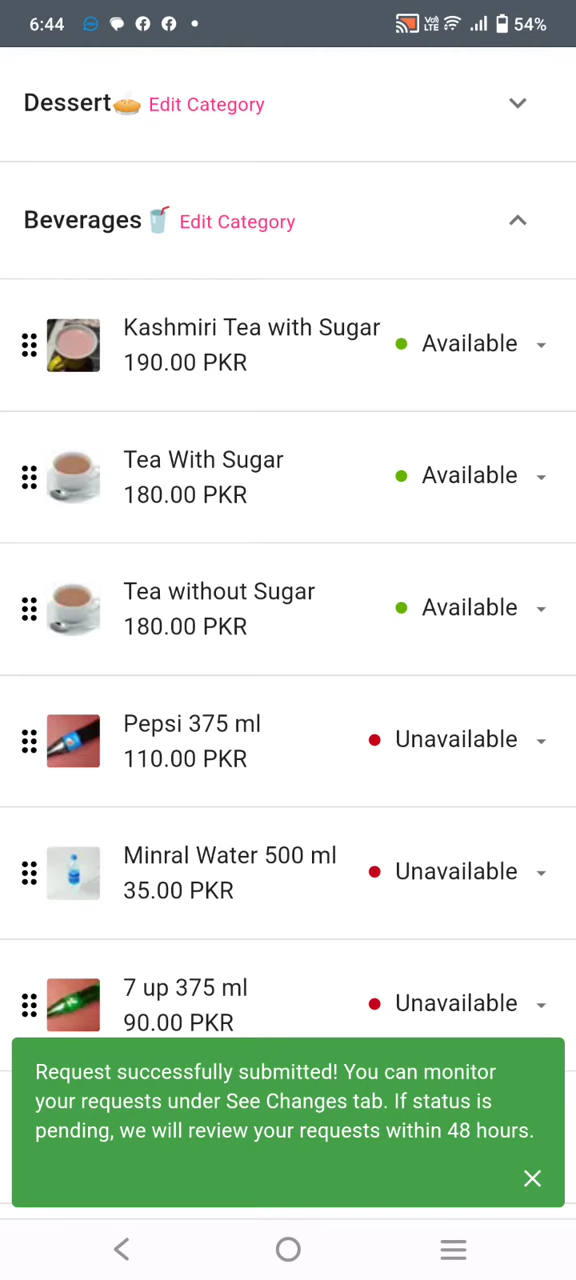 6:44
Vo)) LTE
54%
Dessert Edit Category
Beverages Edit Category
Kashmiri Tea with Sugar
190.00 PKR
Available
Tea With Sugar
180.00 PKR
Available
Tea without Sugar
180.00 PKR
Available
Pepsi 375 ml
110.00 PKR
Unavailable
Minral Water 500 ml
35.00 PKR
Unavailable
7 up 375 ml
90.00 PKR
Unavailable
Request successfully submitted! You can monitor
your requests under See Changes tab. If status is
pending, we will review your requests within 48 hours.